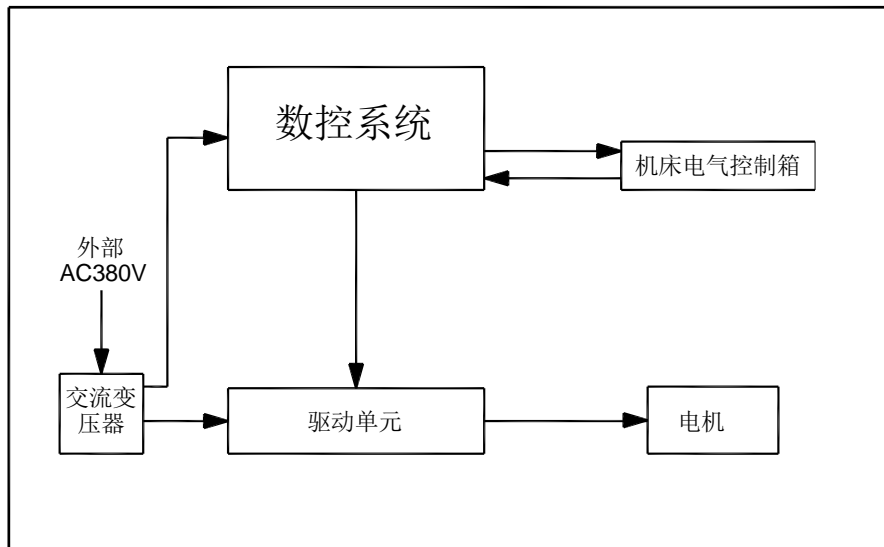 数控系统
机床电气控制箱
外部
AC380V
交流变
压器
驱动单元
电机